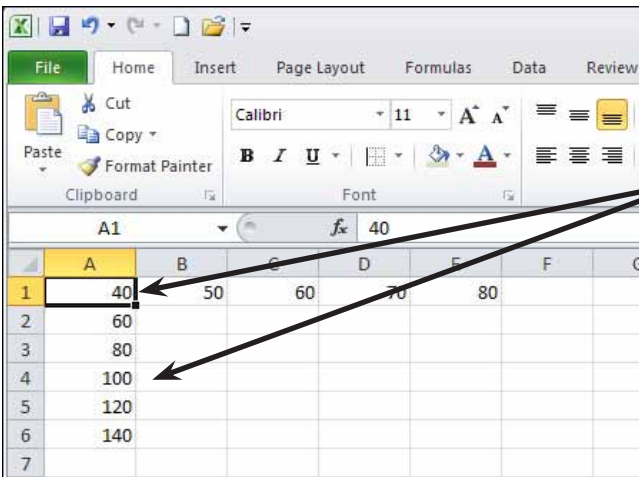 File Home Insert Page Layout Formulas Data Review
Cut
Calibri 11 A A
Copy
Paste
B I U A
Format Painter
Clipboard Font
A1 fx 40
A B C D E F
1 40 50 60 70 80
2 60
3 80
4 100
5 120
6 140
7